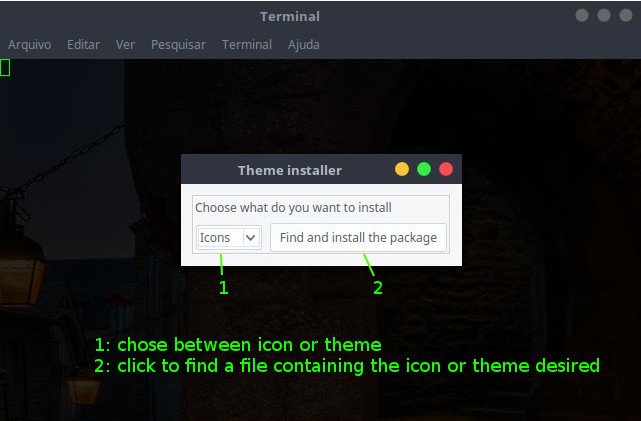 Terminal
Arquivo Editar Ver Pesquisar Terminal Ajuda
Theme installer
Choose what do you want to install
Icons Find and install the package
1 2
1: chose between icon or theme
2: click to find a file containing the icon or theme desired